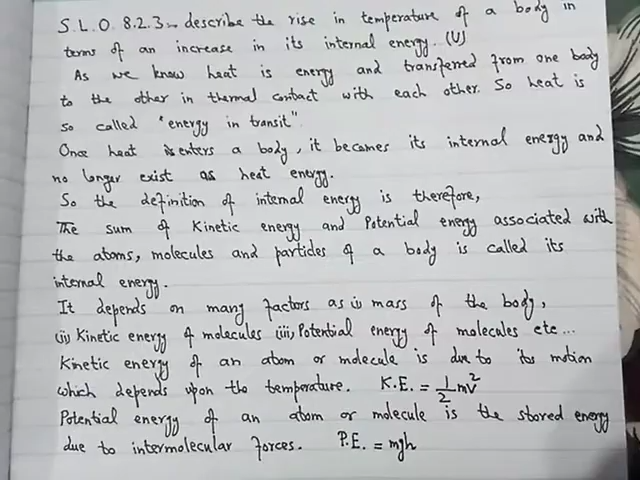 S.L.O. 8.2.3 :- describe the rise in temperature of a body in
terms of an increase in its internal energy. (U)
As we know heat is energy and transferred from one body
to the other in thermal contact with each other. So heat is
so called "energy in transit".
Once heat enters a body, it becomes its internal energy and
no longer exist as heat energy.
So the definition of internal energy is therefore,
The sum of Kinetic energy and Potential energy associated with
the atoms, molecules and particles of a body is called its
internal energy.
It depends on many factors as (i) mass of the body,
(ii) Kinetic energy of molecules (iii) Potential energy of molecules etc...
Kinetic energy of an atom or molecule is due to its motion
which depends upon the temperature. K.E. = 1/2 mv²
Potential energy of an atom or molecule is the stored energy
due to intermolecular forces. P.E. = mgh